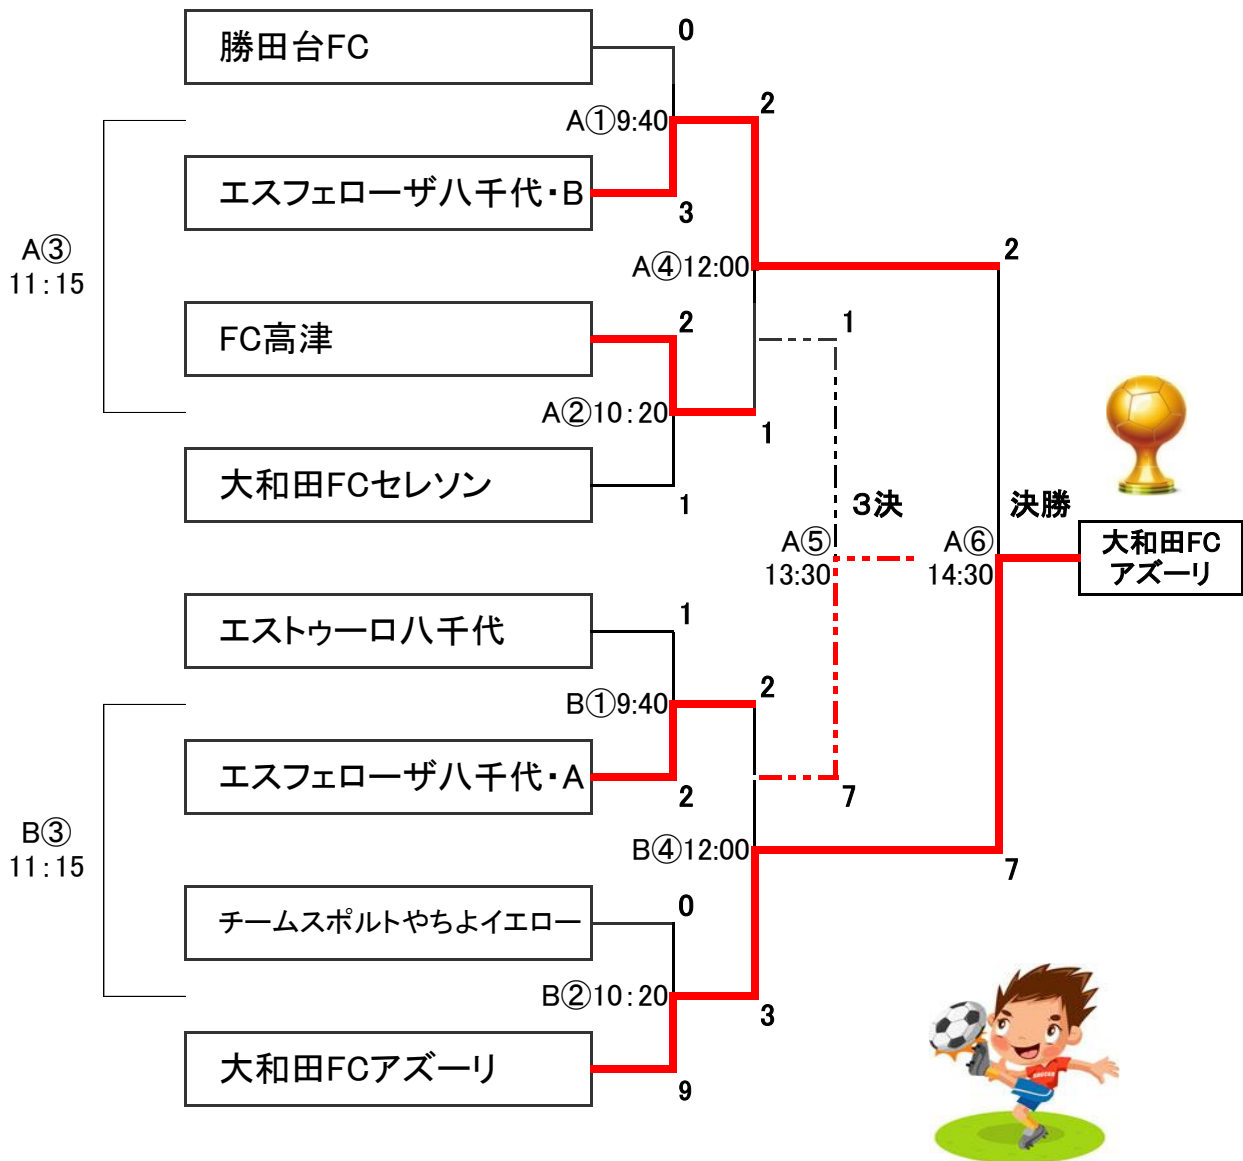 勝田台FC
0
2
A①9:40
エスフェローザ八千代・B
3
A③
11:15
A④12:00
2
FC高津
2
1
A②10:20
1
大和田FCセレソン
1
3決
決勝
A⑤
13:30
A⑥
14:30
大和田FC
アズーリ
エストゥーロ八千代
1
B①9:40
2
エスフェローザ八千代・A
2
7
B③
11:15
B④12:00
7
チームスポルトやちよイエロー
0
B②10:20
3
大和田FCアズーリ
9
SOCCER